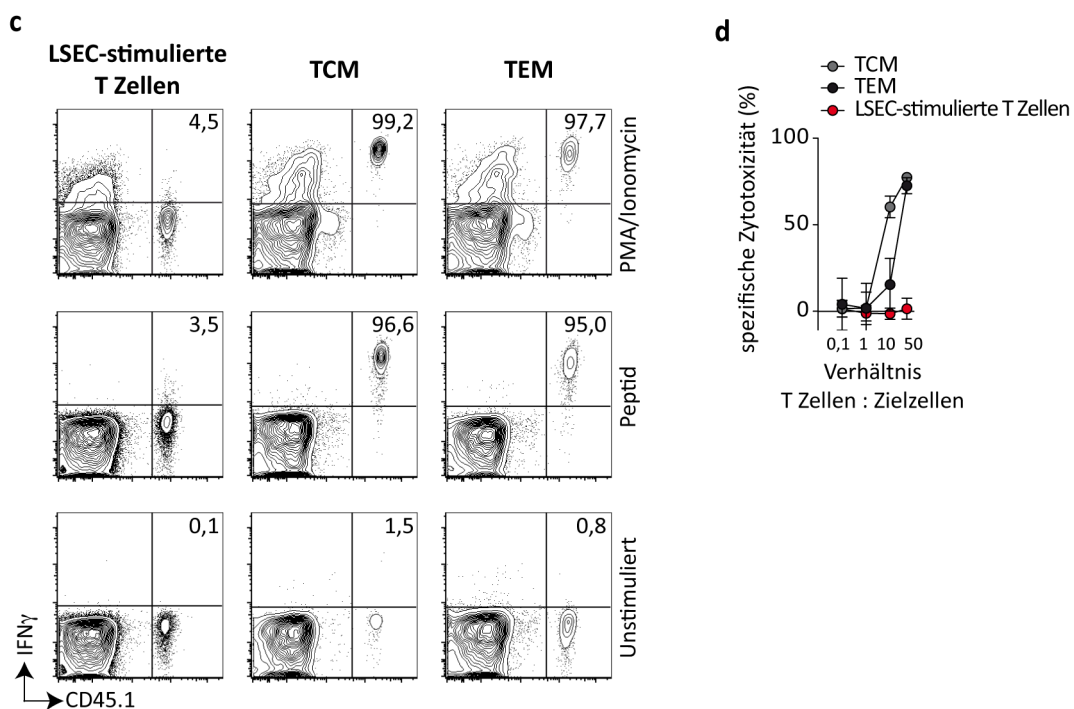 c
LSEC-stimulierte
T Zellen
TCM
TEM
4,5
99,2
97,7
PMA/Ionomycin
3,5
96,6
95,0
Peptid
0,1
1,5
0,8
Unstimuliert
IFNγ
CD45.1
d
TCM
TEM
LSEC-stimulierte T Zellen
spezifische Zytotoxizität (%)
100
50
0
0,1 1 10 50
Verhältnis
T Zellen : Zielzellen